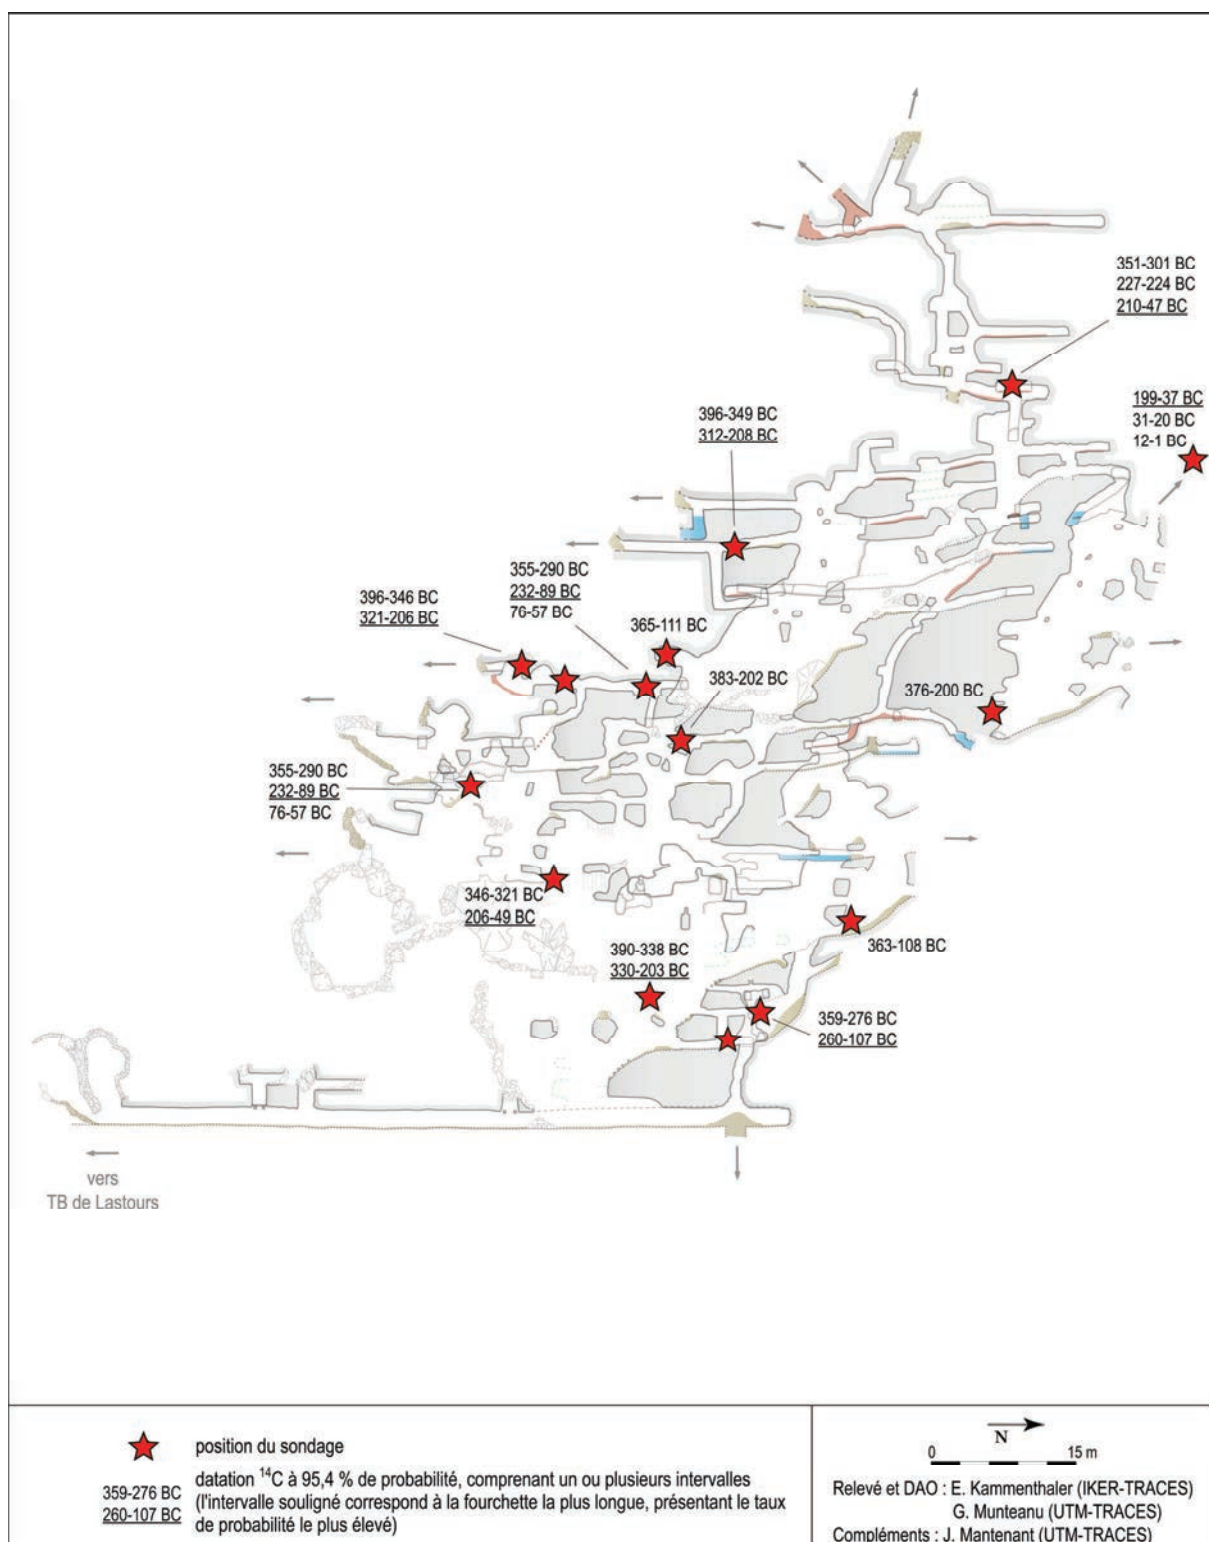 351-301 BC
227-224 BC
210-47 BC
199-37 BC
31-20 BC
12-1 BC
396-349 BC
312-208 BC
355-290 BC
232-89 BC
76-57 BC
396-346 BC
321-206 BC
365-111 BC
383-202 BC
376-200 BC
355-290 BC
232-89 BC
76-57 BC
346-321 BC
206-49 BC
363-108 BC
390-338 BC
330-203 BC
359-276 BC
260-107 BC
vers
TB de Lastours
position du sondage
359-276 BC
260-107 BC
datation ¹⁴C à 95,4 % de probabilité, comprenant un ou plusieurs intervalles
(l'intervalle souligné correspond à la fourchette la plus longue, présentant le taux
de probabilité le plus élevé)
N
0 15 m
Relevé et DAO : E. Kammenthaler (IKER-TRACES)
G. Munteanu (UTM-TRACES)
Compléments : J. Mantenant (UTM-TRACES)